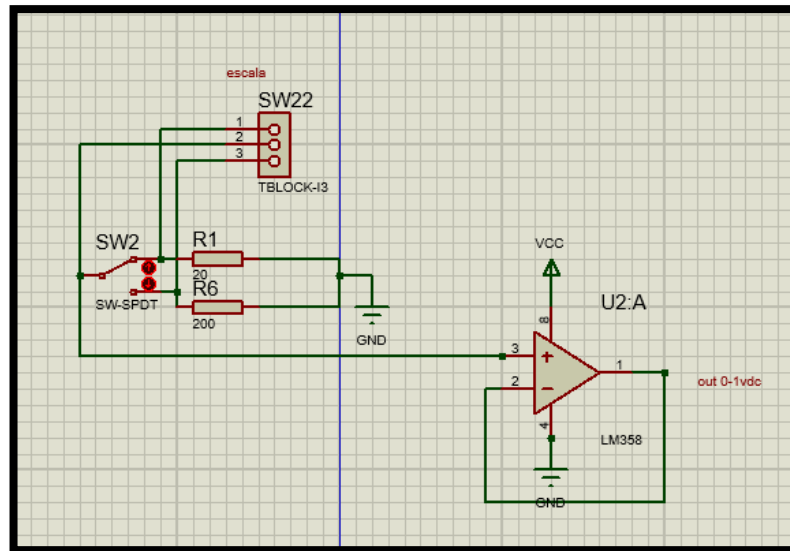 escala
SW22
1
2
3
TBLOCK-I3
SW2
SW-SPDT
R1
20
R6
200
GND
VCC
U2:A
8
3
2
1
4
LM358
GND
out 0-1vdc